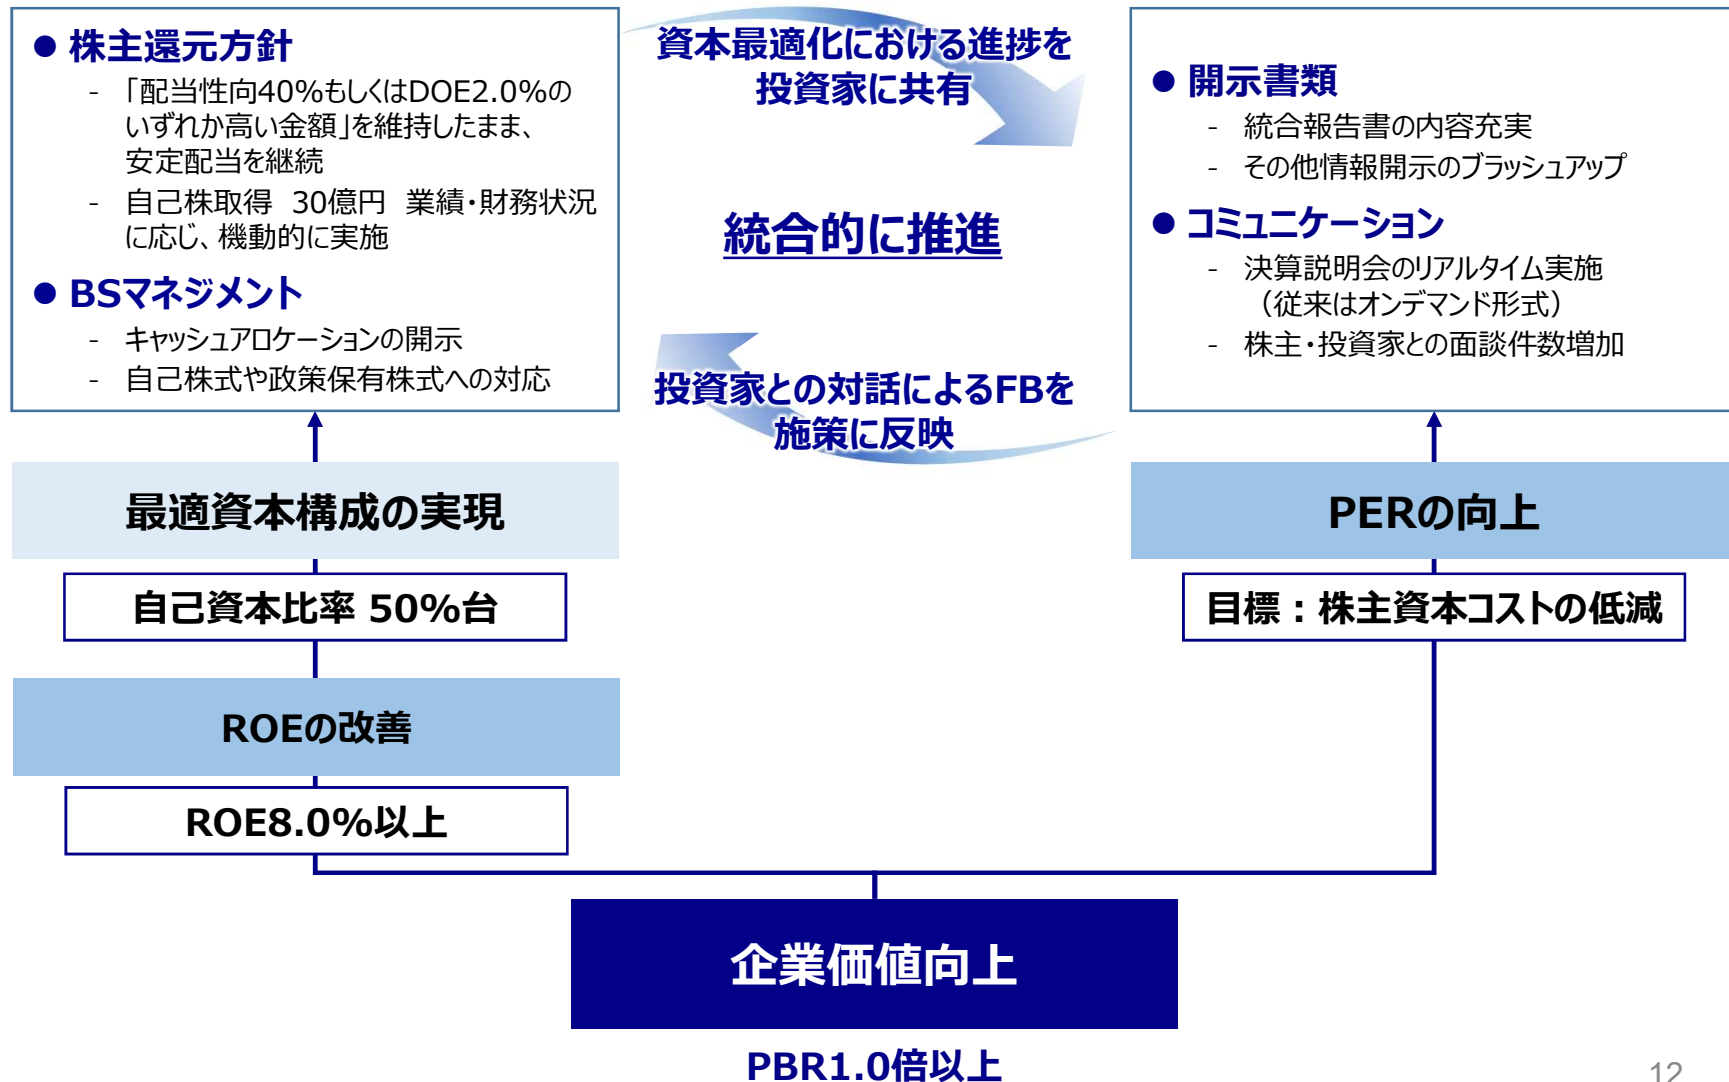 ● 株主還元方針
- 「配当性向40%もしくはDOE2.0%の
いずれか高い金額」を維持したまま、
安定配当を継続
- 自己株取得 30億円 業績・財務状況
に応じ、機動的に実施
● BSマネジメント
- キャッシュアロケーションの開示
- 自己株式や政策保有株式への対応
資本最適化における進捗を
投資家に共有
統合的に推進
投資家との対話によるFBを
施策に反映
● 開示書類
- 統合報告書の内容充実
- その他情報開示のブラッシュアップ
● コミュニケーション
- 決算説明会のリアルタイム実施
（従来はオンデマンド形式）
- 株主・投資家との面談件数増加
最適資本構成の実現
自己資本比率 50%台
ROEの改善
ROE8.0%以上
PERの向上
目標：株主資本コストの低減
企業価値向上
PBR1.0倍以上
12